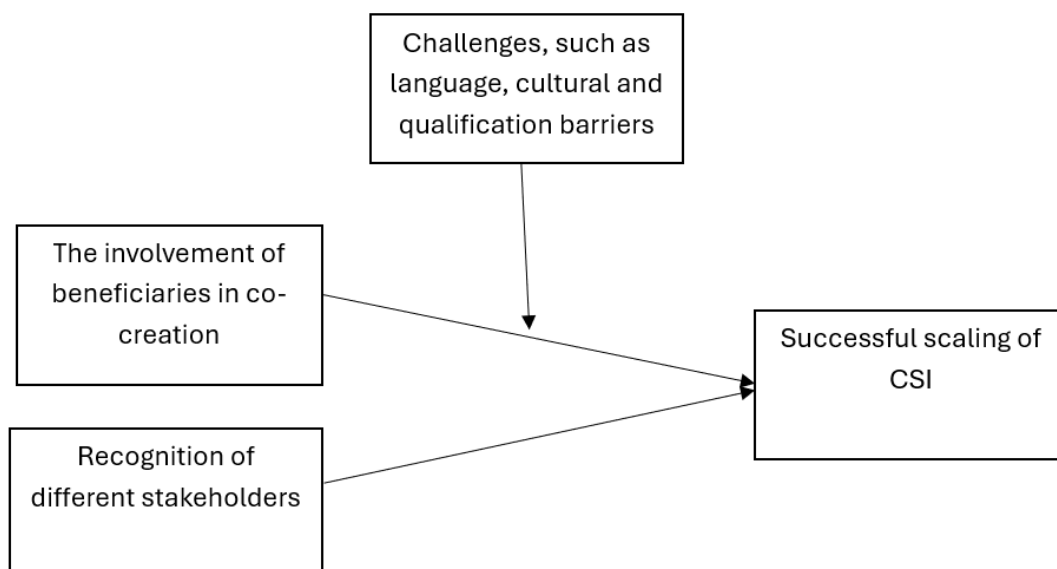 Challenges, such as
language, cultural and
qualification barriers
The involvement of
beneficiaries in co-
creation
Successful scaling of
CSI
Recognition of
different stakeholders